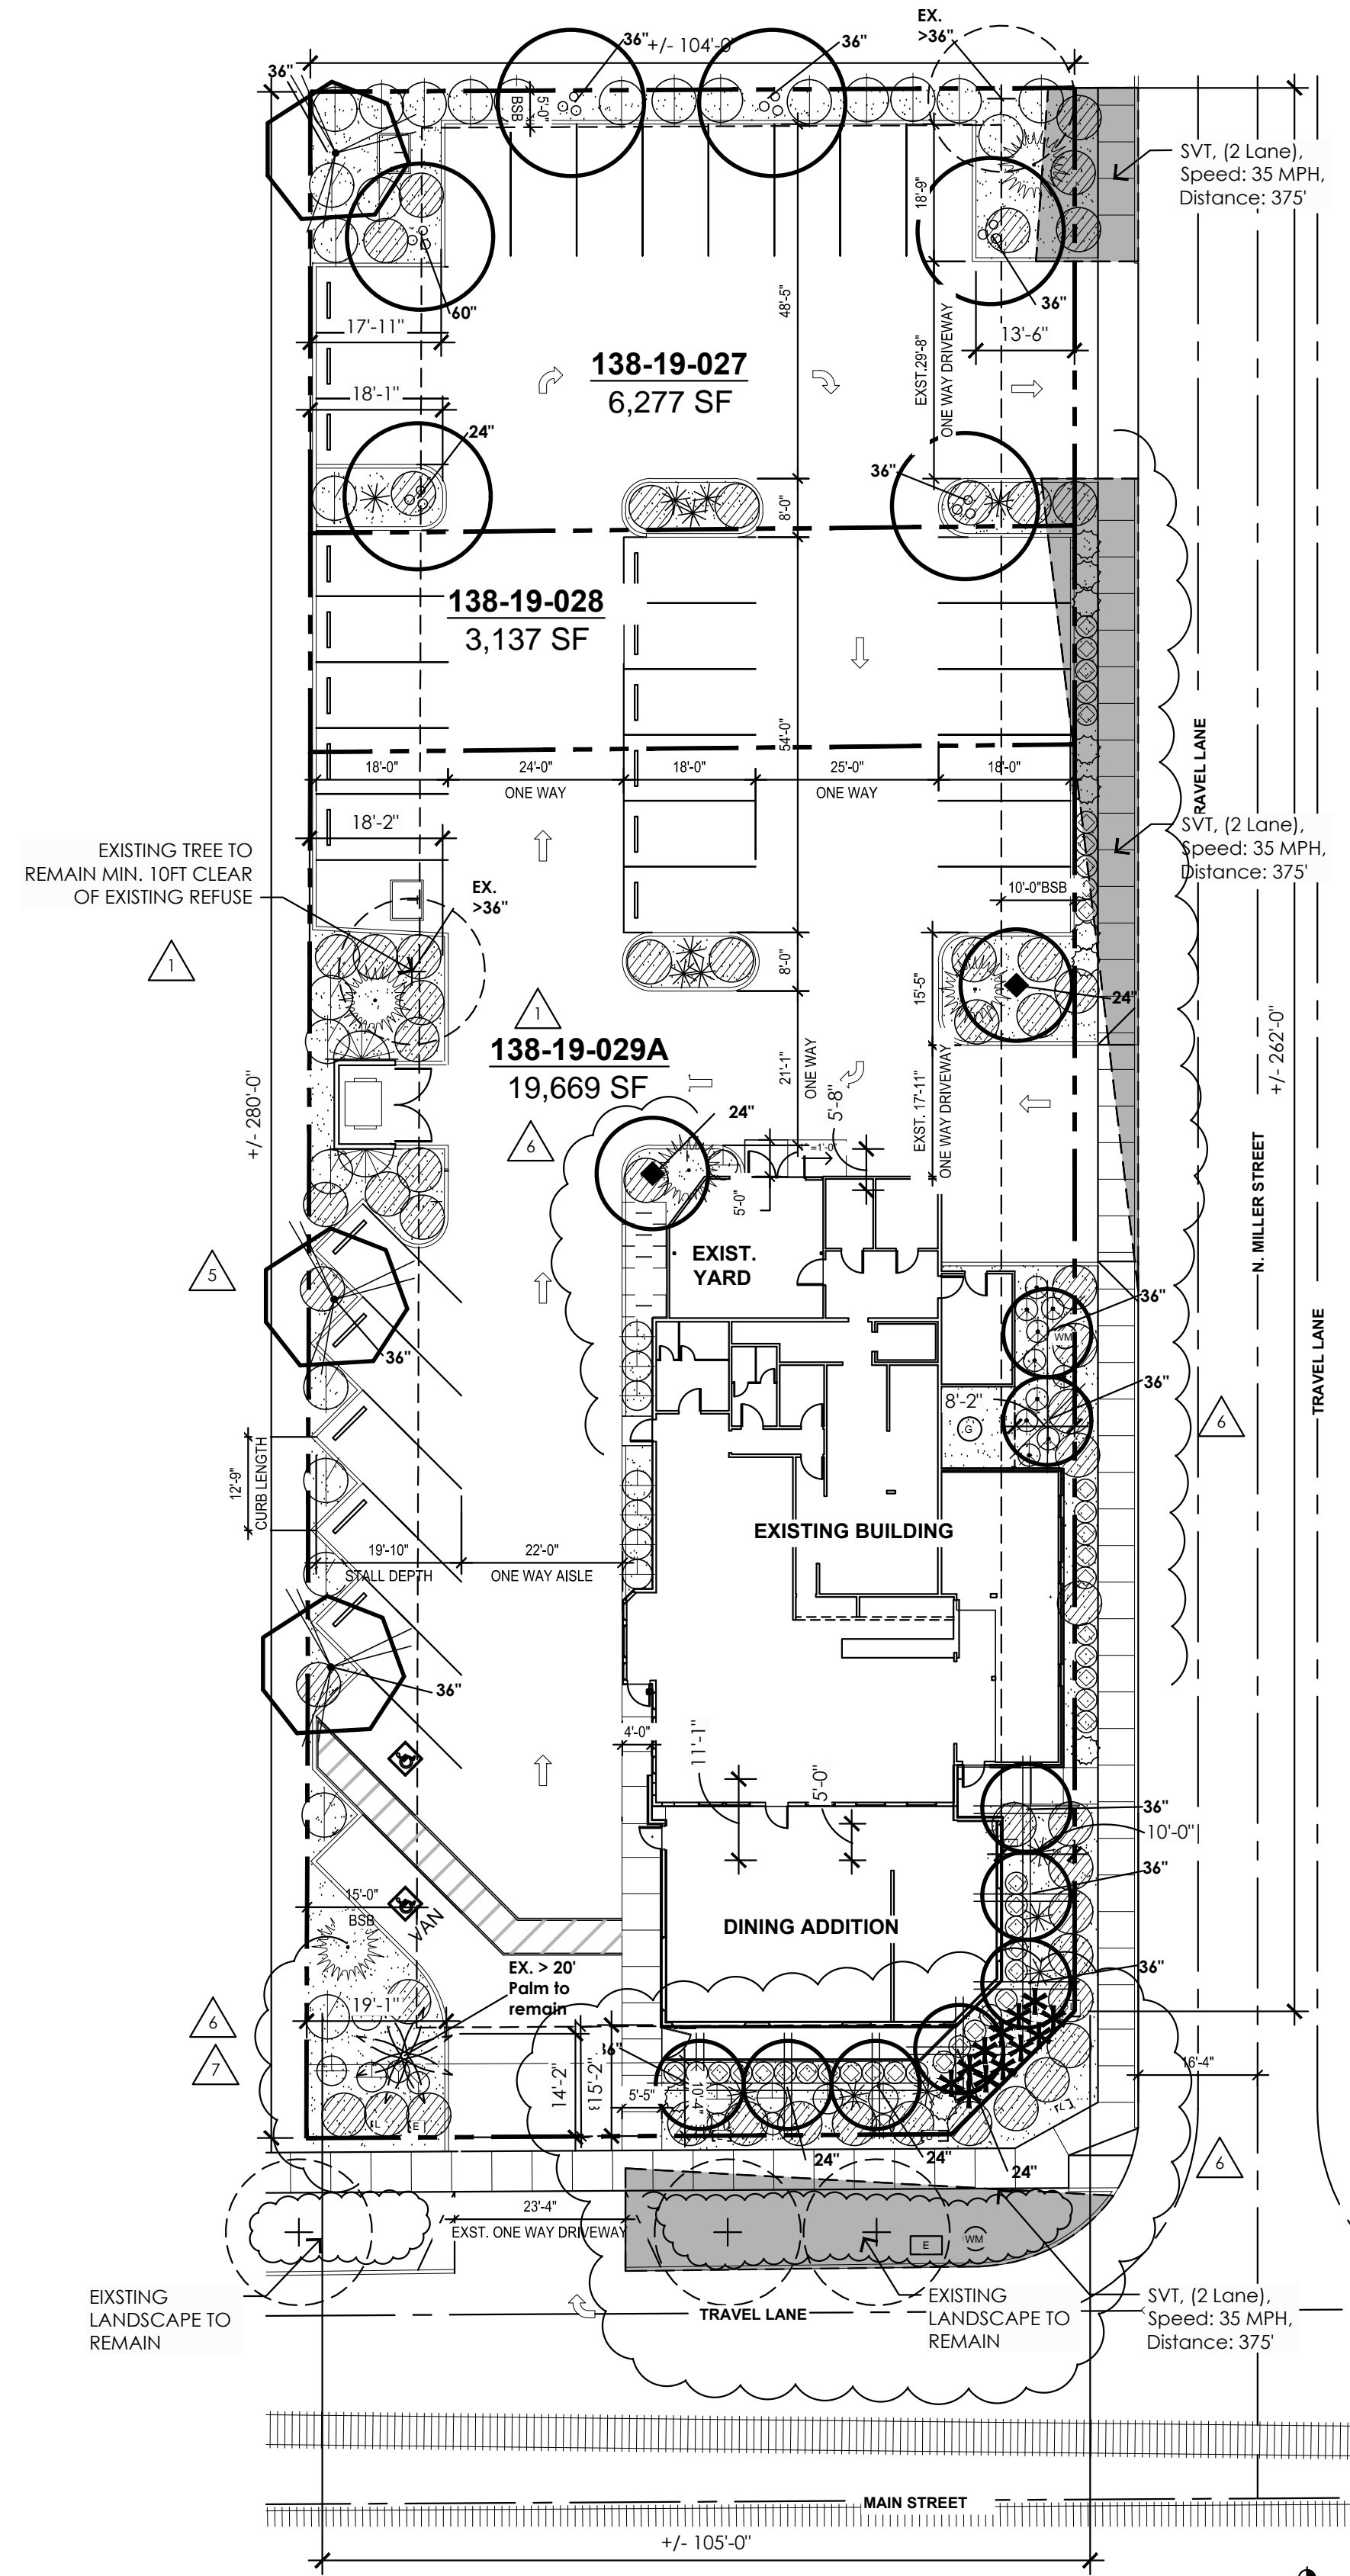 EX.
>36"
36"
+/- 104'-0"
36"
36"
5'-0"
BSB
SVT, (2 Lane),
Speed: 35 MPH,
Distance: 375'
18'-9"
60"
36"
17'-11"
13'-6"
48'-5"
EXST.29'-8"
ONE WAY DRIVEWAY
138-19-027
6,277 SF
18'-1"
24"
36"
8'-0"
138-19-028
3,137 SF
54'-0"
RAVEL LANE
18'-0"
24'-0"
18'-0"
25'-0"
18'-0"
ONE WAY
ONE WAY
18'-2"
SVT, (2 Lane),
Speed: 35 MPH,
Distance: 375'
EXISTING TREE TO
REMAIN MIN. 10FT CLEAR
OF EXISTING REFUSE
EX.
>36"
10'-0"BSB
1
8'-0"
15'-5"
24"
1
138-19-029A
19,669 SF
+/- 280'-0"
+/- 262'-0"
21'-1"
ONE WAY
5'-8"
EXST. 17'-11"
ONE WAY DRIVEWAY
6
24"
=1'-0"
5'-0"
N. MILLER STREET
EXIST.
YARD
5
36"
WM
36"
TRAVEL LANE
36"
8'-2"
G
6
12'-9"
CURB LENGTH
EXISTING BUILDING
19'-10"
STALL DEPTH
22'-0"
ONE WAY AISLE
36"
4'-0"
11'-1"
5'-0"
36"
10'-0"
36"
15'-0"
BSB
VAN
DINING ADDITION
EX. > 20'
Palm to
remain
36"
19'-1"
6
7
14'-2"
15'-2"
36"
5'-5"
10'-4"
16'-4"
L
E
24"
24"
24"
6
23'-4"
EXST. ONE WAY DRIVEWAY
E
WM
EIXSTING
LANDSCAPE TO
REMAIN
TRAVEL LANE
EXISTING
LANDSCAPE TO
REMAIN
SVT, (2 Lane),
Speed: 35 MPH,
Distance: 375'
MAIN STREET
+/- 105'-0"